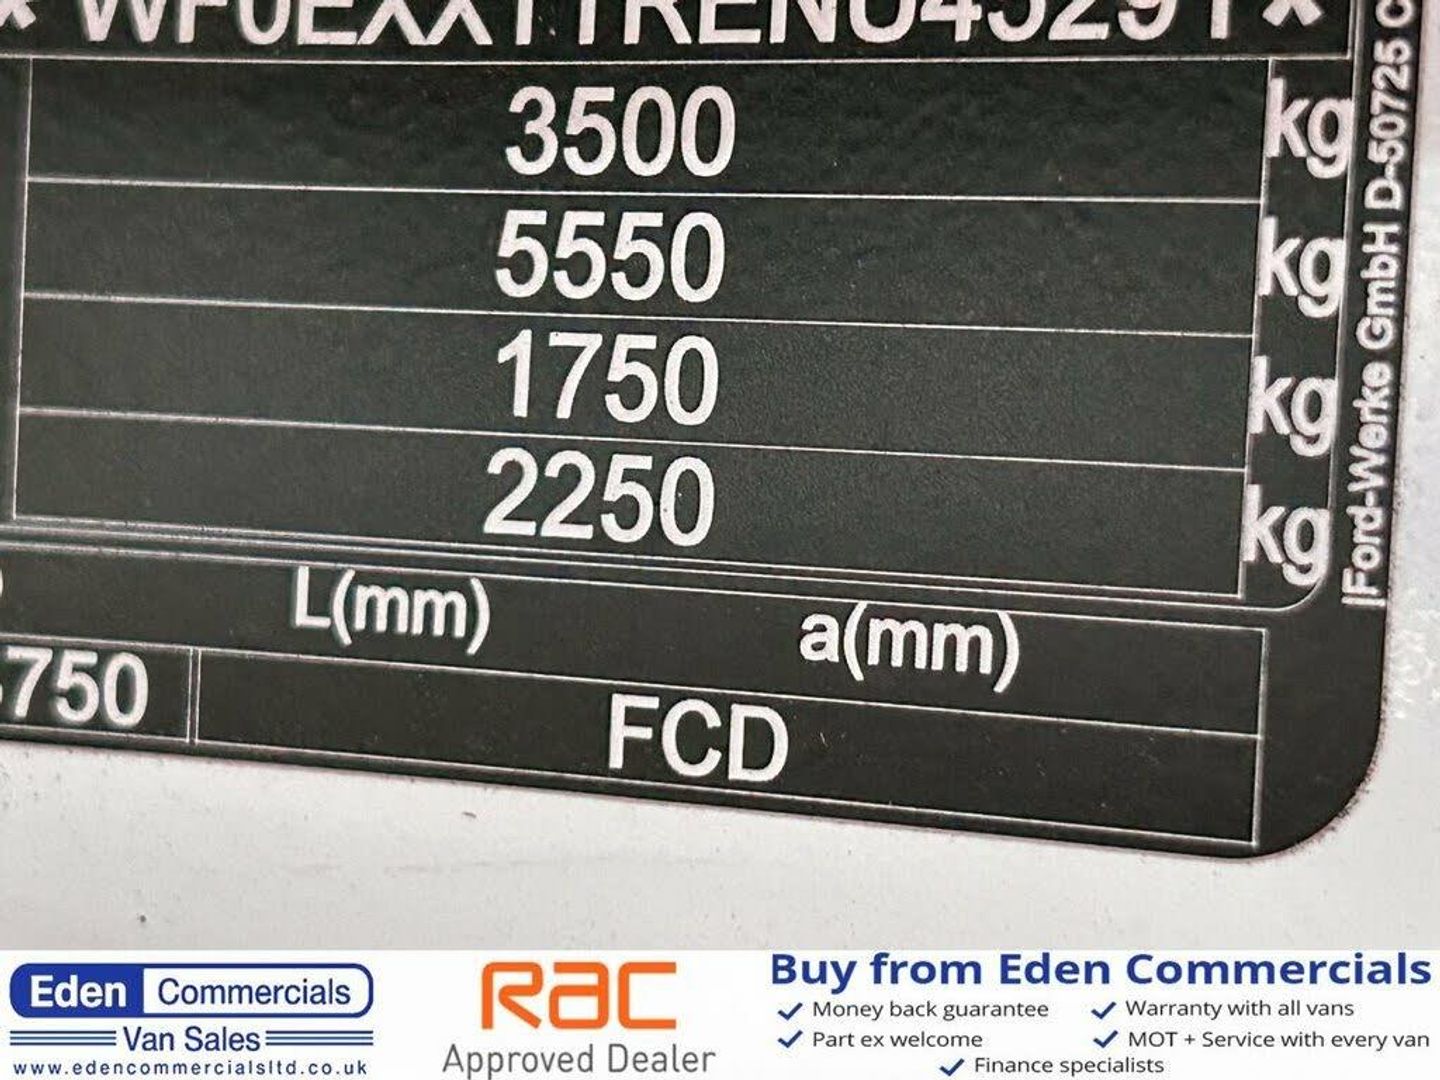 * WF0EXXTTRENU45291*
3500 kg
5550 kg
1750 kg
2250 kg
L(mm) a(mm)
750 FCD
Ford-Werke GmbH D-50725
Eden Commercials
Van Sales
www.edencommercialsltd.co.uk
RAC
Approved Dealer
Buy from Eden Commercials
Money back guarantee
Warranty with all vans
Part ex welcome
MOT + Service with every van
Finance specialists